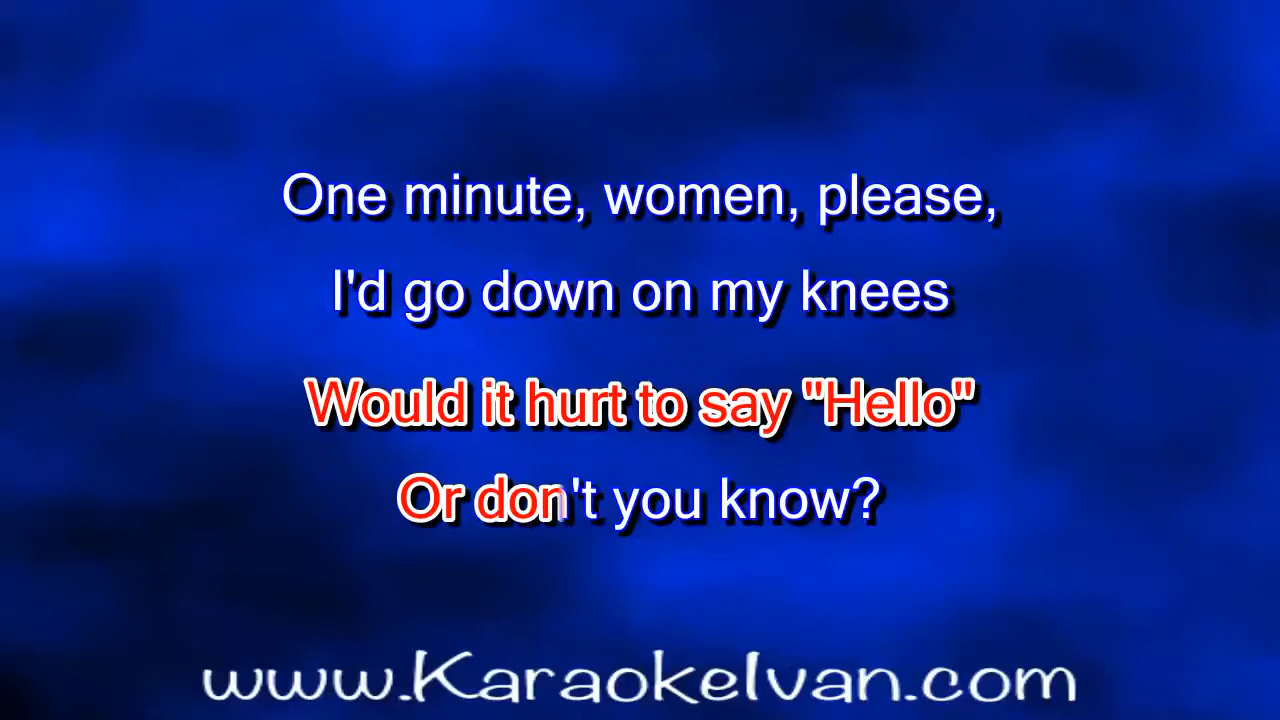 One minute, women, please,
I'd go down on my knees
Would it hurt to say "Hello"
Or don't you know?
www.KaraokeIvan.com